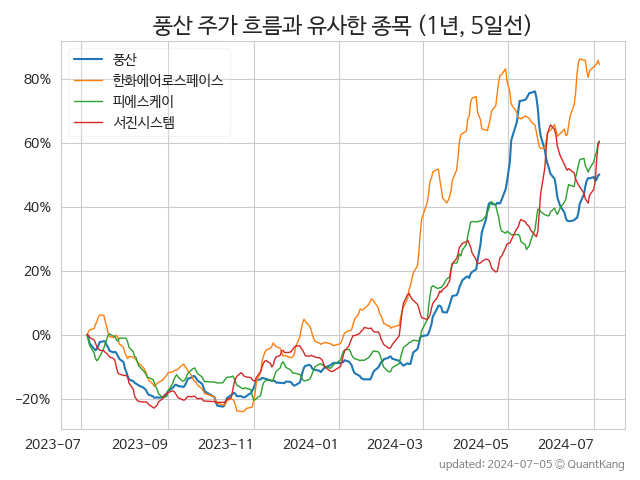 풍산 주가 흐름과 유사한 종목 (1년, 5일선)
풍산
한화에어로스페이스
피에스케이
서진시스템
80%
60%
40%
20%
0%
−20%
2023-07 2023-09 2023-11 2024-01 2024-03 2024-05 2024-07
updated: 2024-07-05 © QuantKang